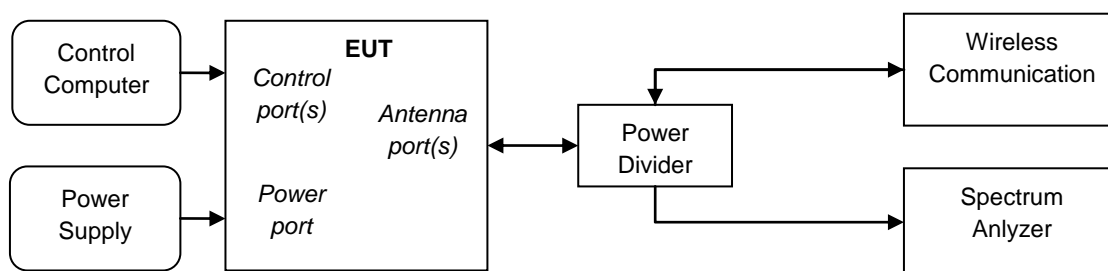 Control
Computer
EUT
Control
port(s)
Antenna
port(s)
Power
port
Power
Supply
Power
Divider
Wireless
Communication
Spectrum
Anlyzer